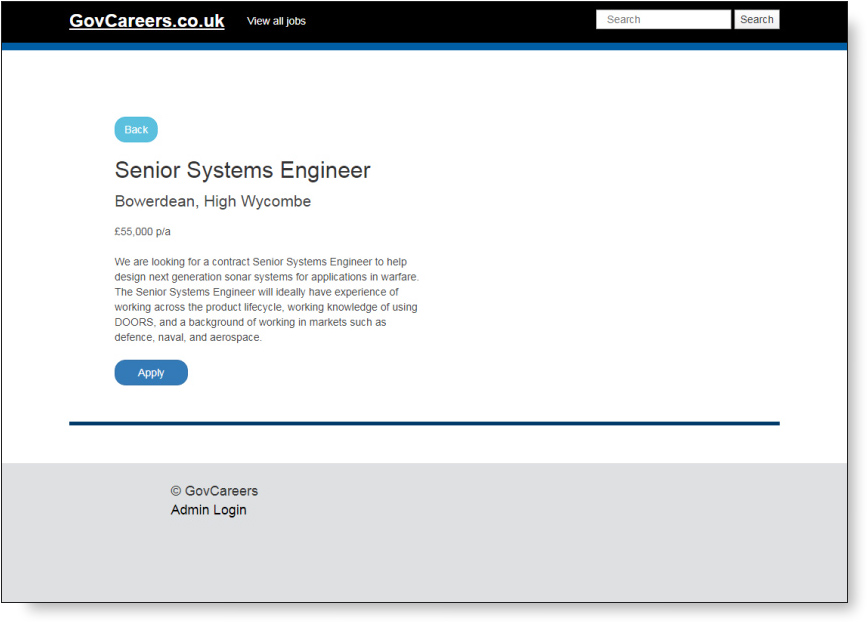 GovCareers.co.uk View all jobs Search Search
Back
Senior Systems Engineer
Bowerdean, High Wycombe
£55,000 p/a
We are looking for a contract Senior Systems Engineer to help
design next generation sonar systems for applications in warfare.
The Senior Systems Engineer will ideally have experience of
working across the product lifecycle, working knowledge of using
DOORS, and a background of working in markets such as
defence, naval, and aerospace.
Apply
© GovCareers
Admin Login